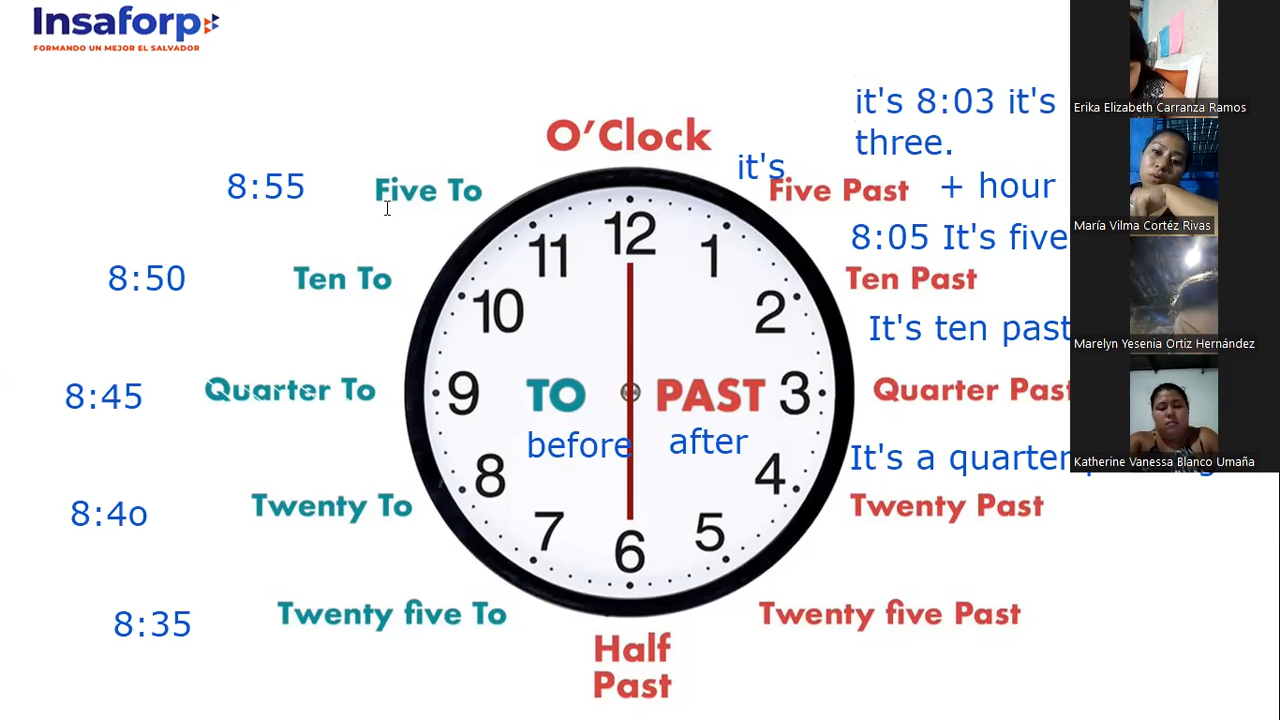 Insaforp
FORMANDO UN MEJOR EL SALVADOR
it's 8:03 it's
three.
O'Clock
it's
8:55
Five To
Five Past
+ hour
8:05 It's five
8:50
Ten To
Ten Past
It's ten past
8:45
Quarter To
Quarter Past
TO
PAST
before
after
It's a quarter
8:4o
Twenty To
Twenty Past
8:35
Twenty five To
Twenty five Past
Half
Past
12
1
2
3
4
5
6
7
8
9
10
11
Erika Elizabeth Carranza Ramos
María Vilma Cortéz Rivas
Marelyn Yesenia Ortiz Hernández
Katherine Vanessa Blanco Umaña